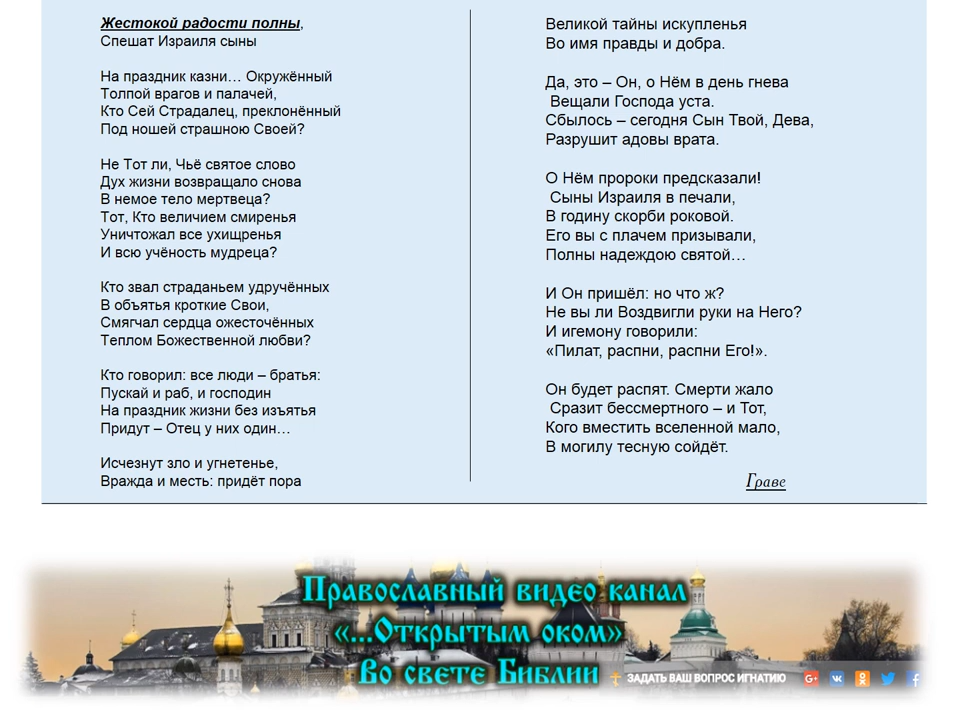 Жестокой радости полны,
Спешат Израиля сыны

На праздник казни… Окружённый
Толпой врагов и палачей,
Кто Сей Страдалец, преклонённый
Под ношей страшною Своей?

Не Тот ли, Чьё святое слово
Дух жизни возвращало снова
В немое тело мертвеца?
Тот, Кто величием смиренья
Уничтожал все ухищренья
И всю учёность мудреца?

Кто звал страданьем удручённых
В объятья кроткие Свои,
Смягчал сердца ожесточённых
Теплом Божественной любви?

Кто говорил: все люди – братья:
Пускай и раб, и господин
На праздник жизни без изъятья
Придут – Отец у них один…

Исчезнут зло и угнетенье,
Вражда и месть: придёт пора

Великой тайны искупленья
Во имя правды и добра.

Да, это – Он, о Нём в день гнева
Вещали Господа уста.
Сбылось – сегодня Сын Твой, Дева,
Разрушит адовы врата.

О Нём пророки предсказали!
Сыны Израиля в печали,
В годину скорби роковой.
Его вы с плачем призывали,
Полны надеждою святой…

И Он пришёл: но что ж?
Не вы ли Воздвигли руки на Него?
И игемону говорили:
«Пилат, распни, распни Его!».

Он будет распят. Смерти жало
Сразит бессмертного – и Тот,
Кого вместить вселенной мало,
В могилу тесную сойдёт.

Граве

Православный видео канал
«...Открытым оком»
Во свете Библии
ЗАДАТЬ ВАШ ВОПРОС ИГНАТИЮ